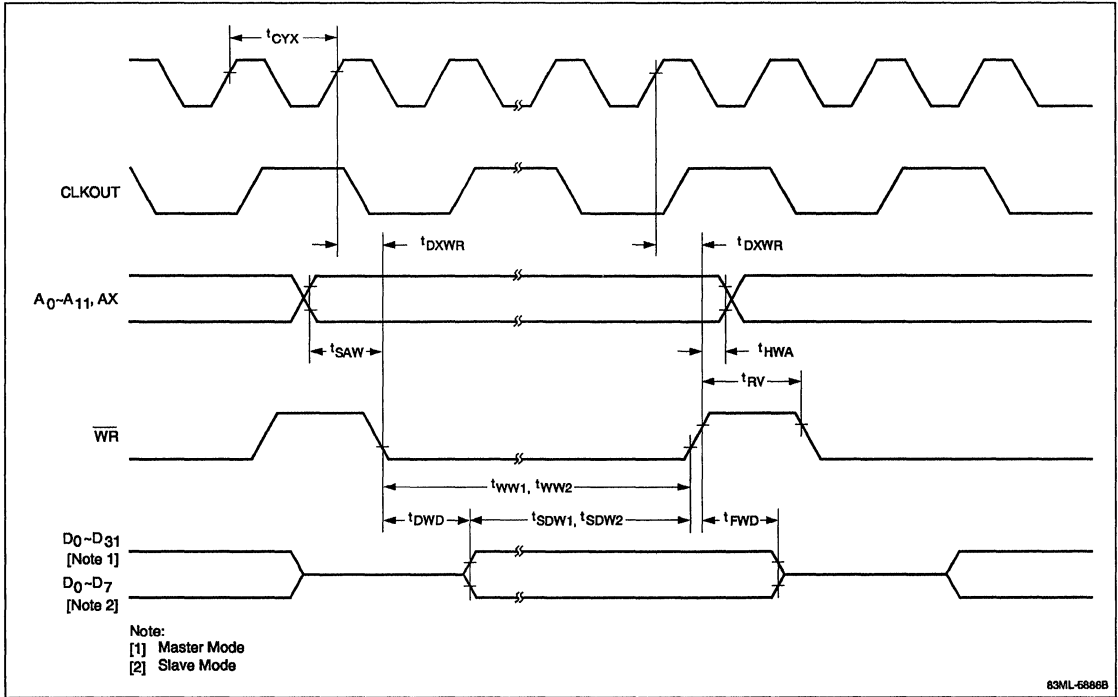 tCYX
CLKOUT
tDXWR tDXWR
A0~A11, AX
tSAW tHWA
tRV
WR
tWW1, tWW2
tDWD tSDW1, tSDW2 tFWD
D0~D31
[Note 1]
D0~D7
[Note 2]
Note:
[1] Master Mode
[2] Slave Mode
83ML-5886B